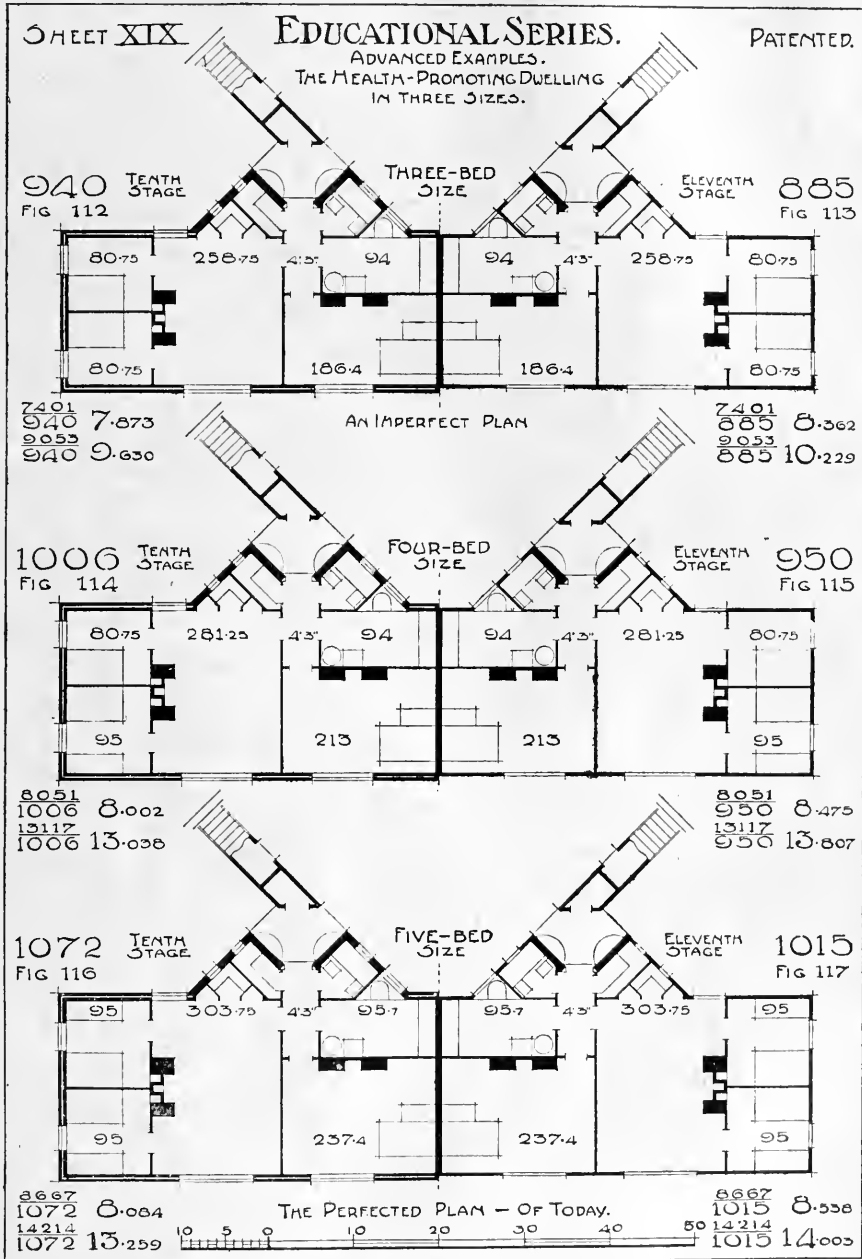 SHEET XIX EDUCATIONAL SERIES. PATENTED.
ADVANCED EXAMPLES.
THE HEALTH-PROMOTING DWELLING
IN THREE SIZES.
940 TENTH STAGE THREE-BED SIZE ELEVENTH STAGE 885
FIG 112 FIG 113
80.75 258.75 4'3" 94 94 4'3" 258.75 80.75
80.75 186.4 186.4 80.75
7401 7401
940 7.873 AN IMPERFECT PLAN 885 8.362
9053 9053
940 9.630 885 10.229
1006 TENTH STAGE FOUR-BED SIZE ELEVENTH STAGE 950
FIG 114 FIG 115
80.75 281.25 4'3" 94 94 4'3" 281.25 80.75
95 213 213 95
8051 8051
1006 8.002 950 8.475
13117 13117
1006 13.038 950 13.807
1072 TENTH STAGE FIVE-BED SIZE ELEVENTH STAGE 1015
FIG 116 FIG 117
95 303.75 4'3" 95.7 95.7 4'3" 303.75 95
95 237.4 237.4 95
8667 8667
1072 8.084 THE PERFECTED PLAN - OF TODAY. 1015 8.538
14214 14214
1072 13.259 10 5 0 10 20 30 40 50 1015 14.003